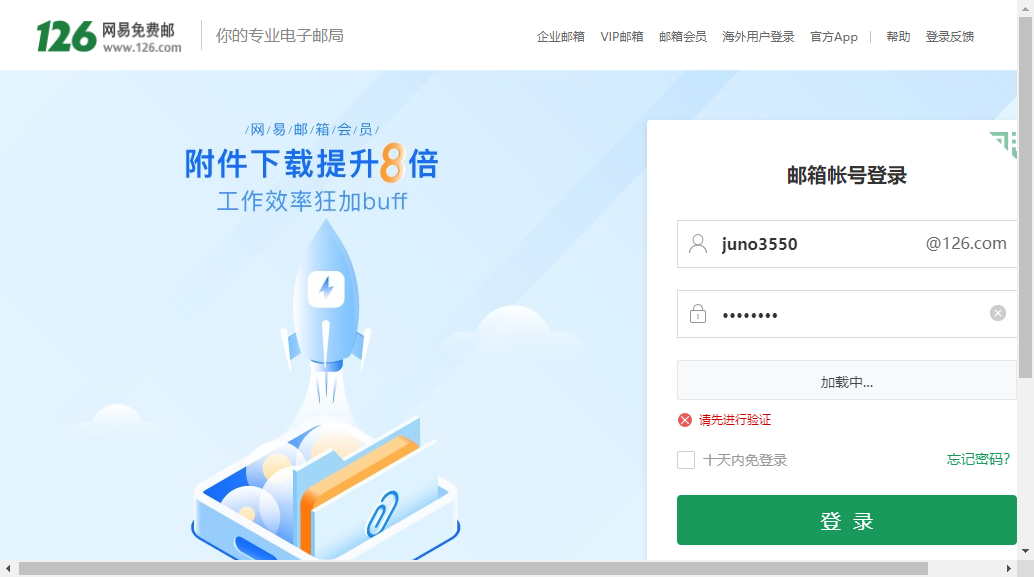 126 网易免费邮
www.126.com
你的专业电子邮局
企业邮箱 VIP邮箱 邮箱会员 海外用户登录 官方App | 帮助 登录反馈
/网/易/邮/箱/会/员/
附件下载提升8倍
工作效率狂加buff
邮箱帐号登录
juno3550 @126.com
••••••••
加载中...
请先进行验证
十天内免登录 忘记密码?
登 录